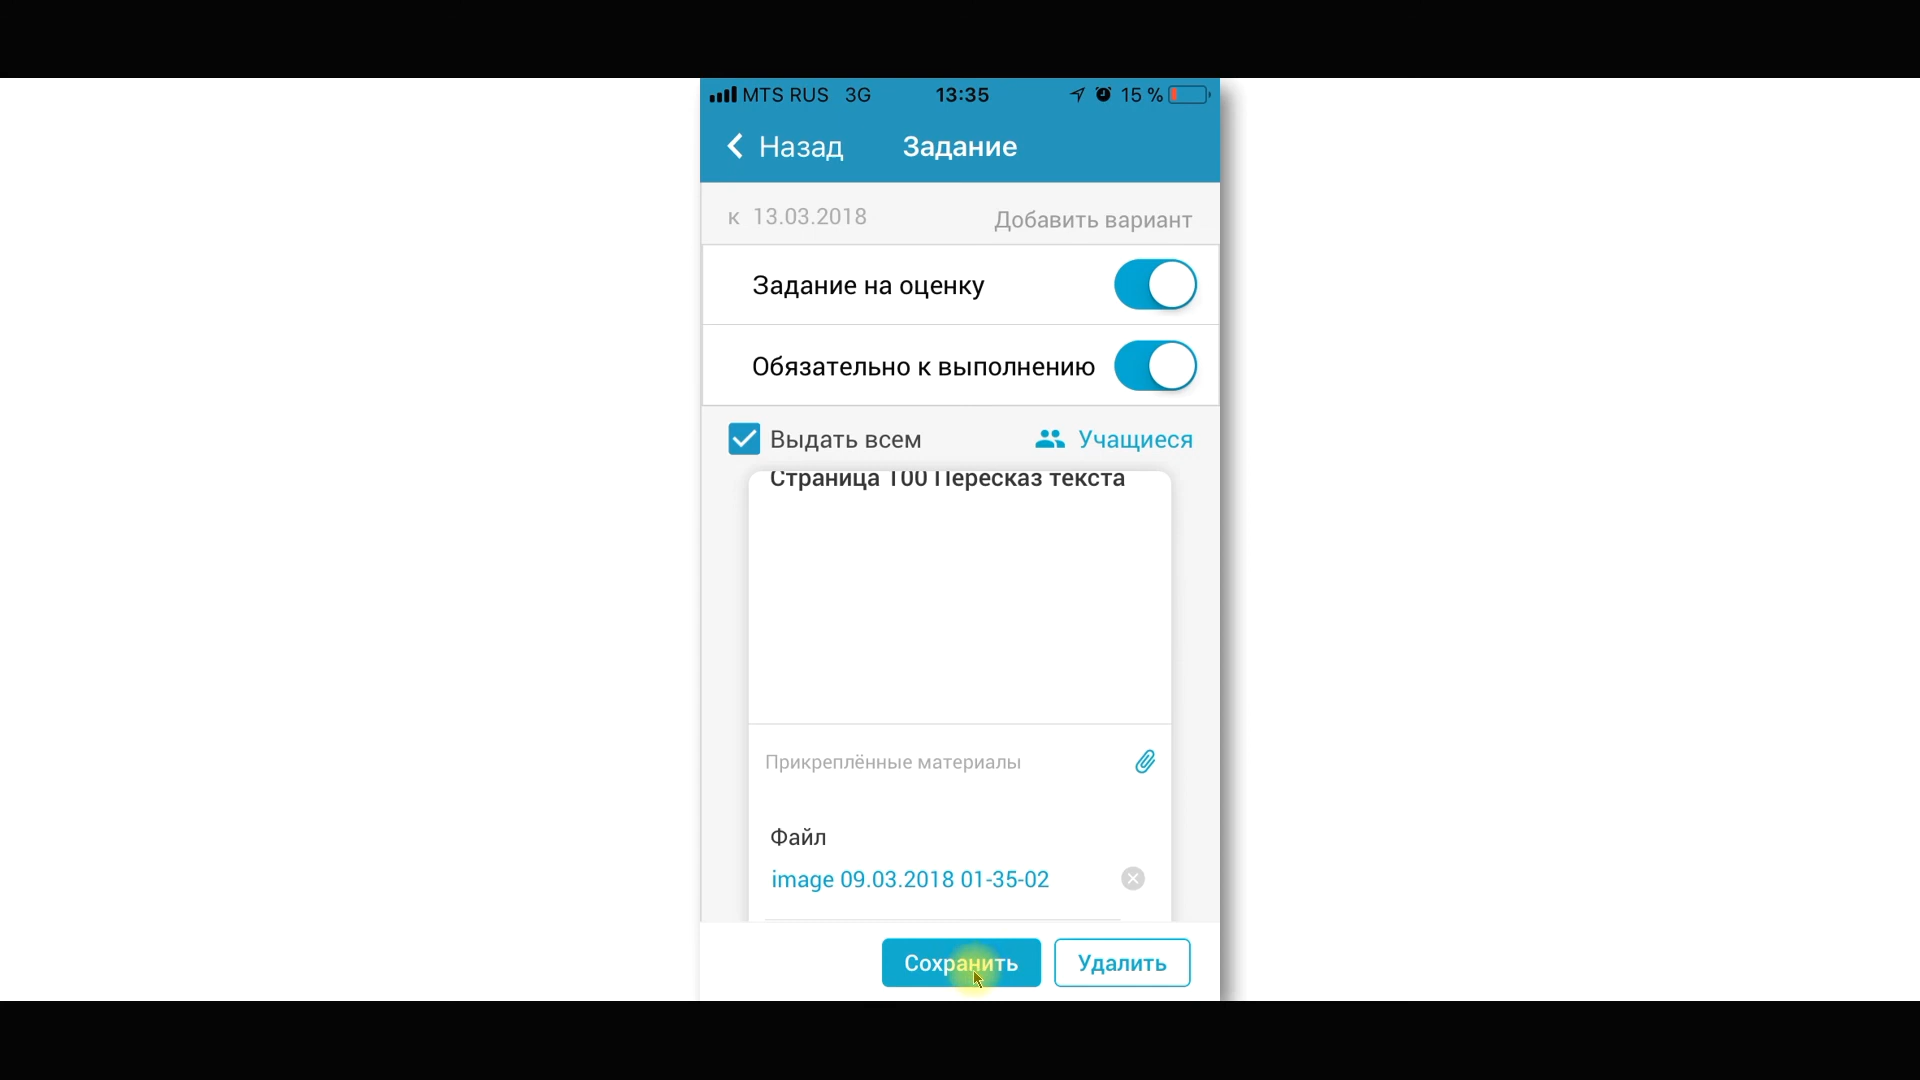 MTS RUS 3G 13:35 15 %
Назад Задание
к 13.03.2018 Добавить вариант
Задание на оценку
Обязательно к выполнению
Выдать всем Учащиеся
Страница 100 Пересказ текста
Прикреплённые материалы
Файл
image 09.03.2018 01-35-02
Сохранить Удалить